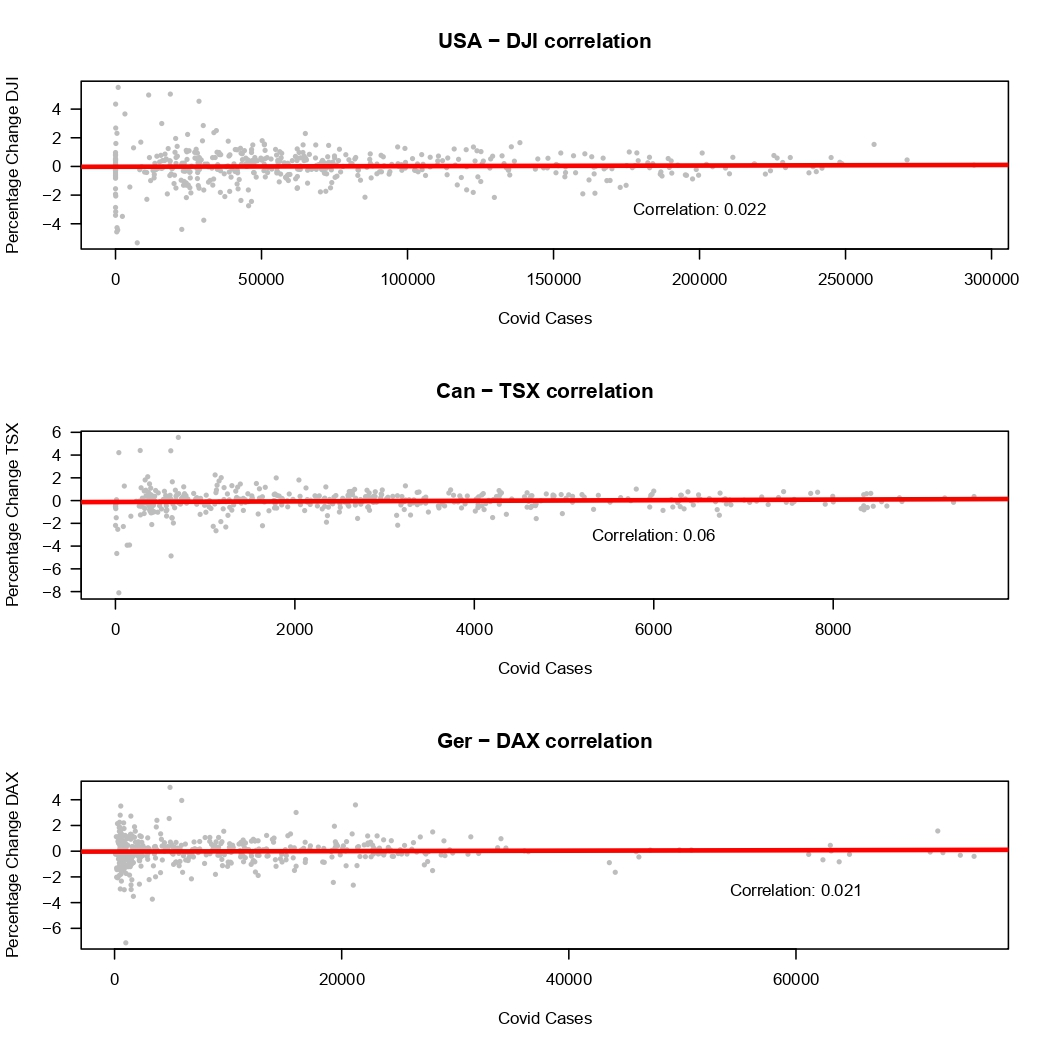 USA − DJI correlation
Percentage Change DJI
4
2
0
−2
−4
Correlation: 0.022
0 50000 100000 150000 200000 250000 300000
Covid Cases
Can − TSX correlation
Percentage Change TSX
6
4
2
0
−2
−4
−6
−8
Correlation: 0.06
0 2000 4000 6000 8000
Covid Cases
Ger − DAX correlation
Percentage Change DAX
4
2
0
−2
−4
−6
Correlation: 0.021
0 20000 40000 60000
Covid Cases